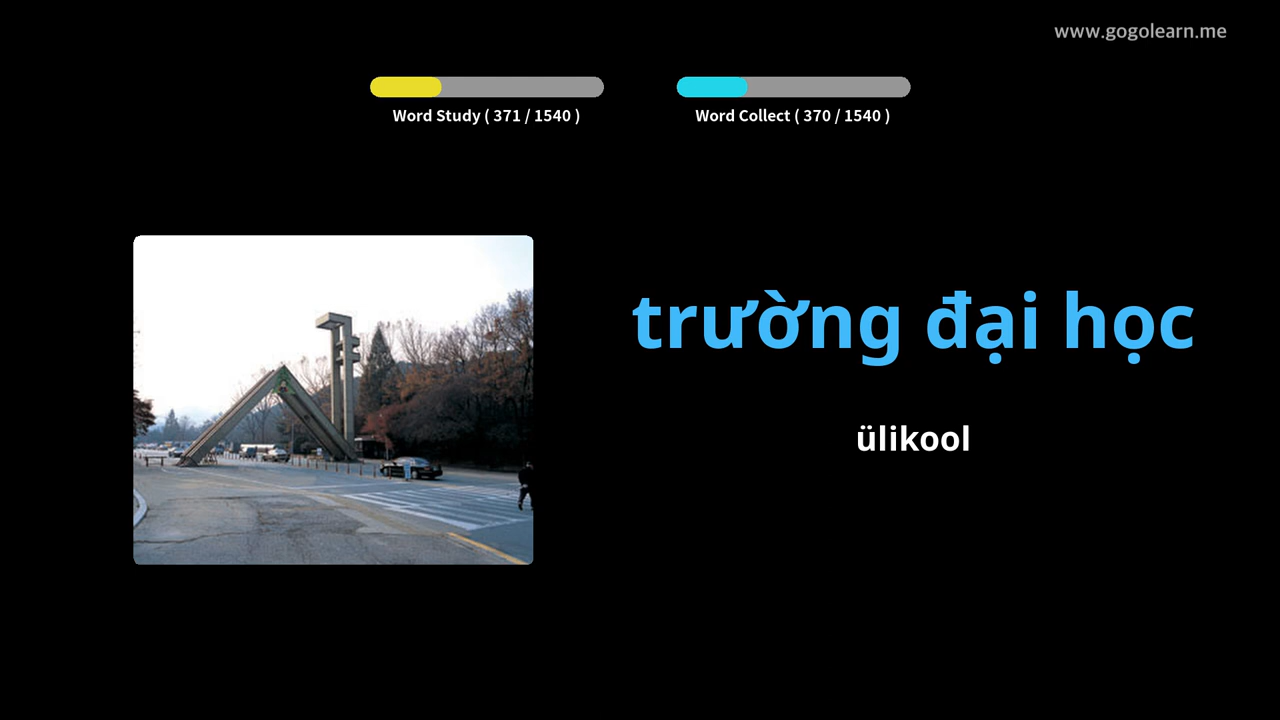 www.gogolearn.me
Word Study ( 371 / 1540 )
Word Collect ( 370 / 1540 )
trường đại học
ülikool